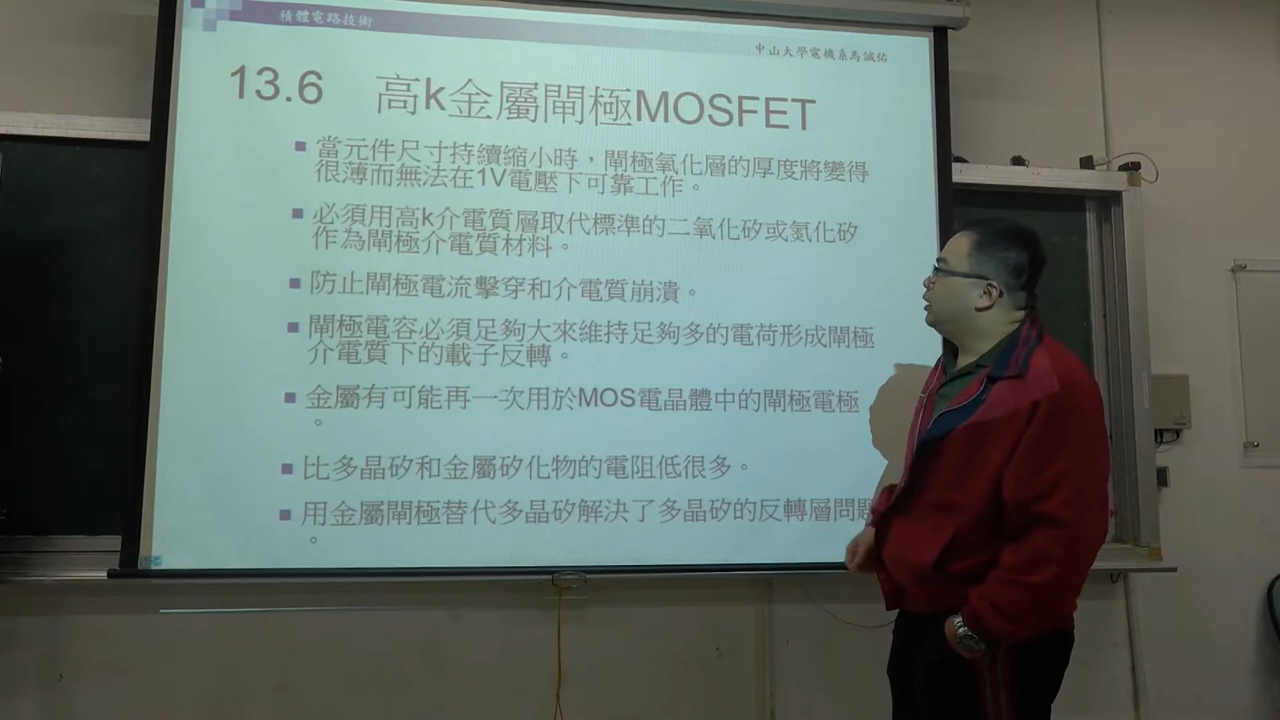 積體電路技術
中山大學電機系馬誠佑
13.6 高k金屬閘極MOSFET
當元件尺寸持續縮小時，閘極氧化層的厚度將變得
很薄而無法在1V電壓下可靠工作。
必須用高k介電質層取代標準的二氧化矽或氮化矽
作為閘極介電質材料。
防止閘極電流擊穿和介電質崩潰。
閘極電容必須足夠大來維持足夠多的電荷形成閘極
介電質下的載子反轉。
金屬有可能再一次用於MOS電晶體中的閘極電極
。
比多晶矽和金屬矽化物的電阻低很多。
用金屬閘極替代多晶矽解決了多晶矽的反轉層問題
。